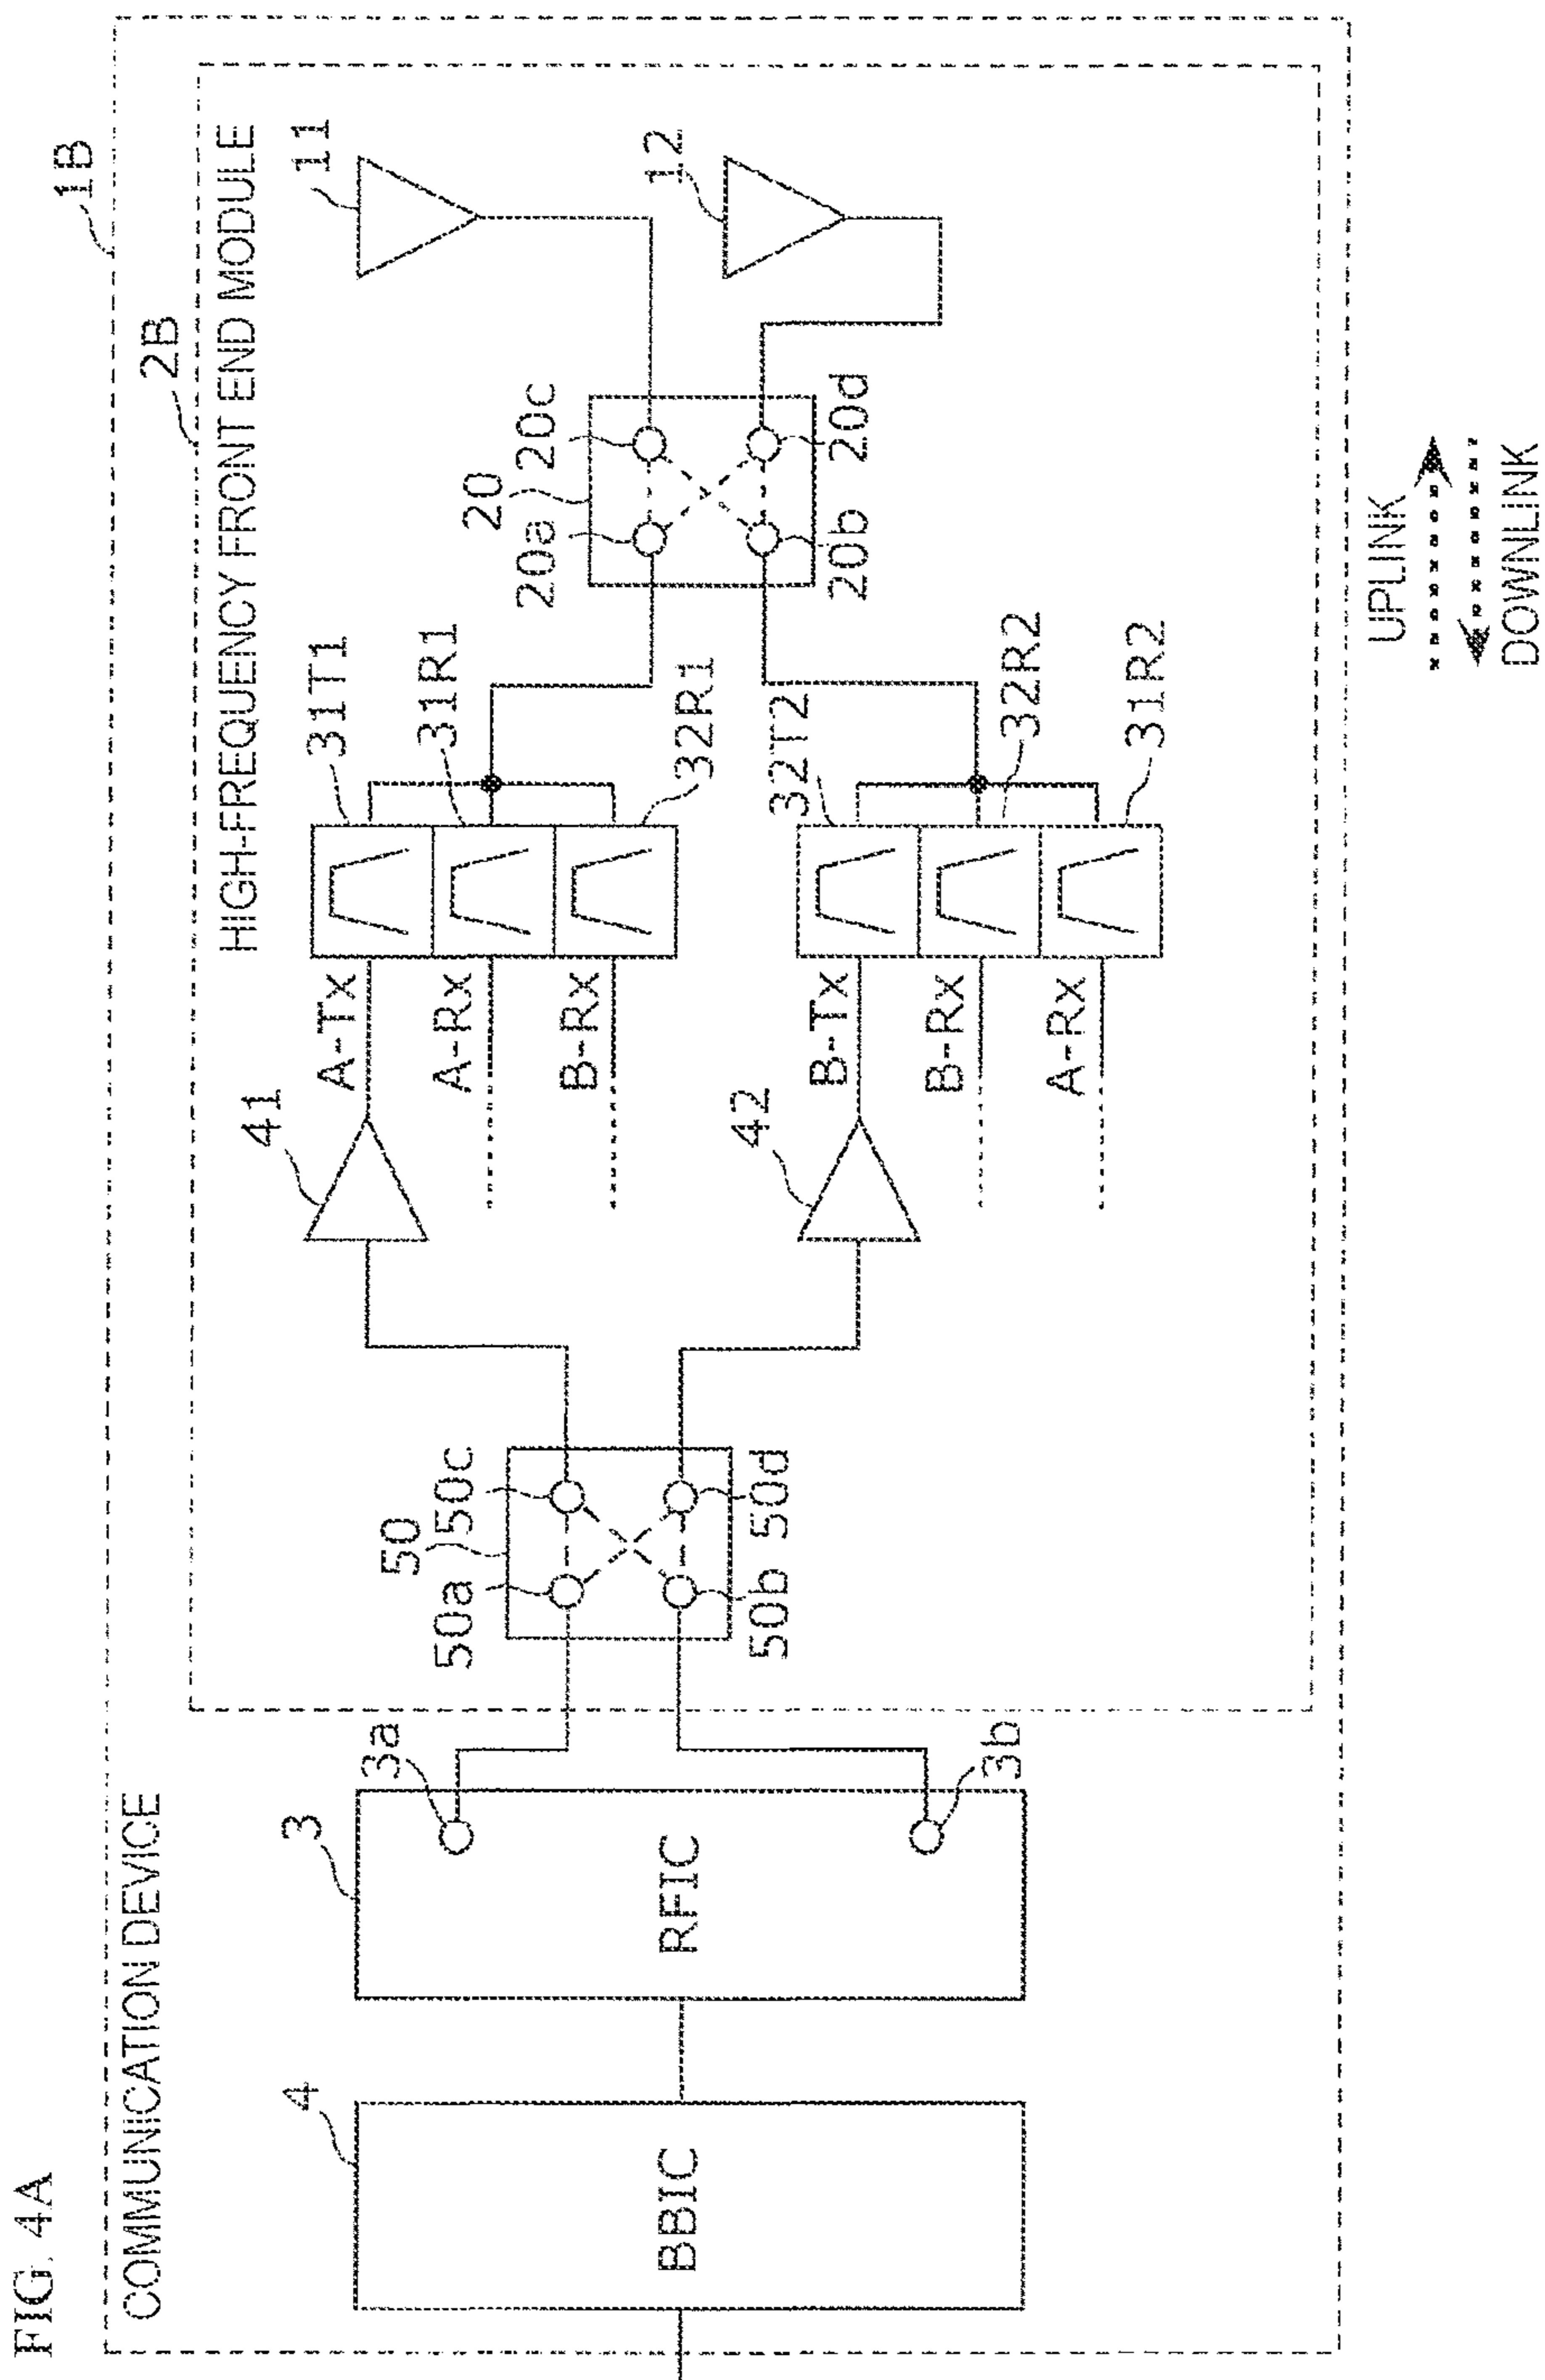 FIG. 4A
1B
COMMUNICATION DEVICE
2B
HIGH-FREQUENCY FRONT END MODULE
4
BBIC
3
RFIC
3a
3b
50
50a
50c
50b
50d
41
42
A-Tx
A-Rx
B-Rx
B-Tx
B-Rx
A-Rx
31T1
31R1
32R1
32T2
32R2
31R2
20
20a
20c
20b
20d
11
12
UPLINK
DOWNLINK